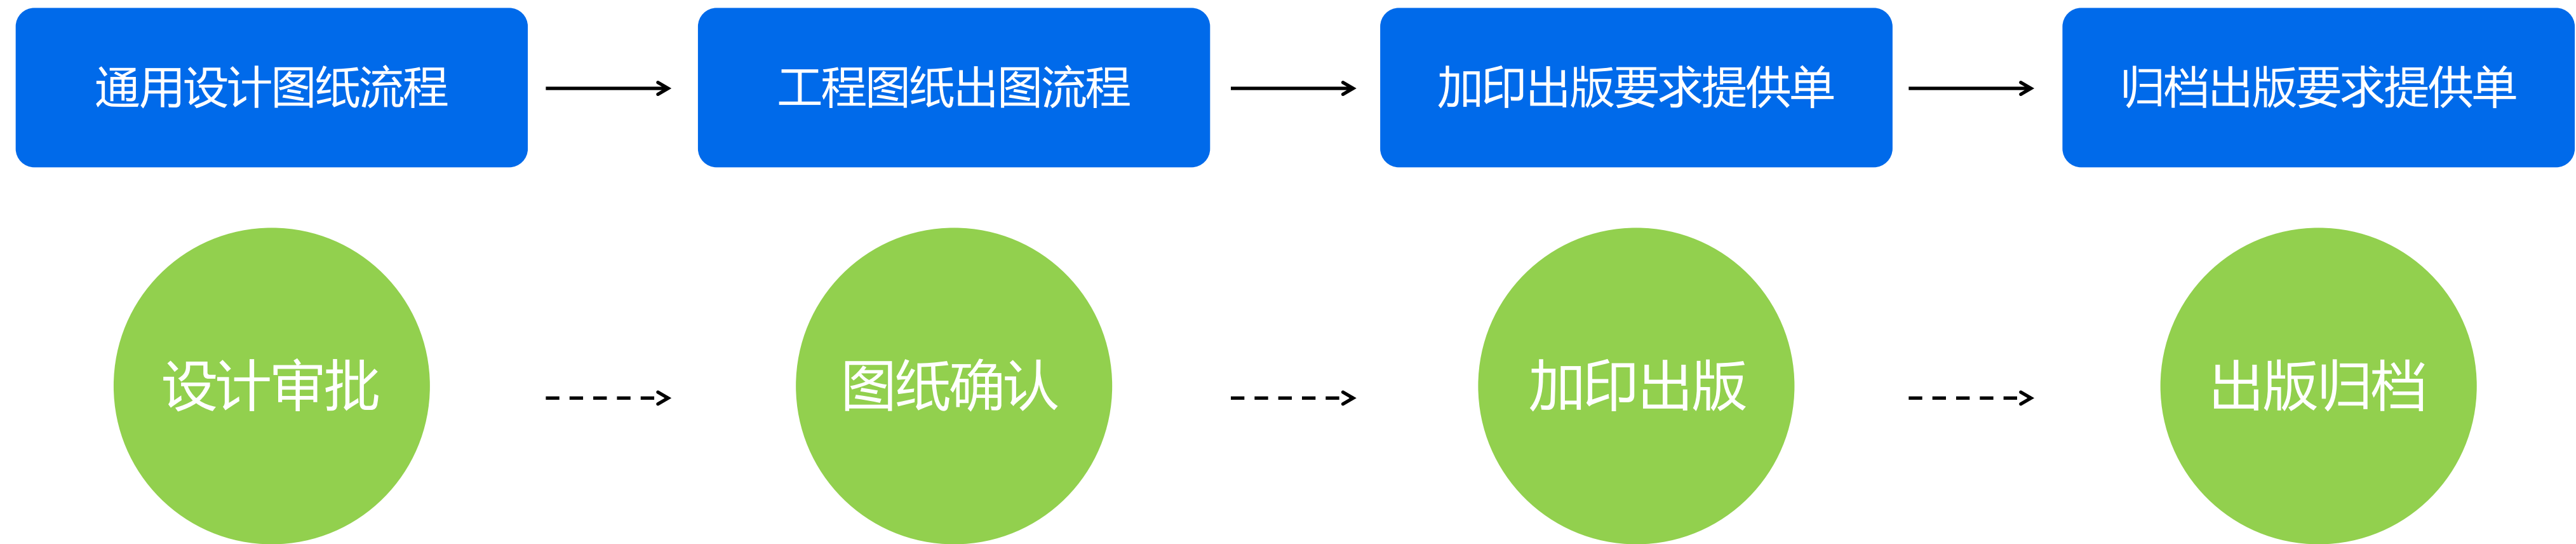 通用设计图纸流程
工程图纸出图流程
加印出版要求提供单
归档出版要求提供单
设计审批
图纸确认
加印出版
出版归档